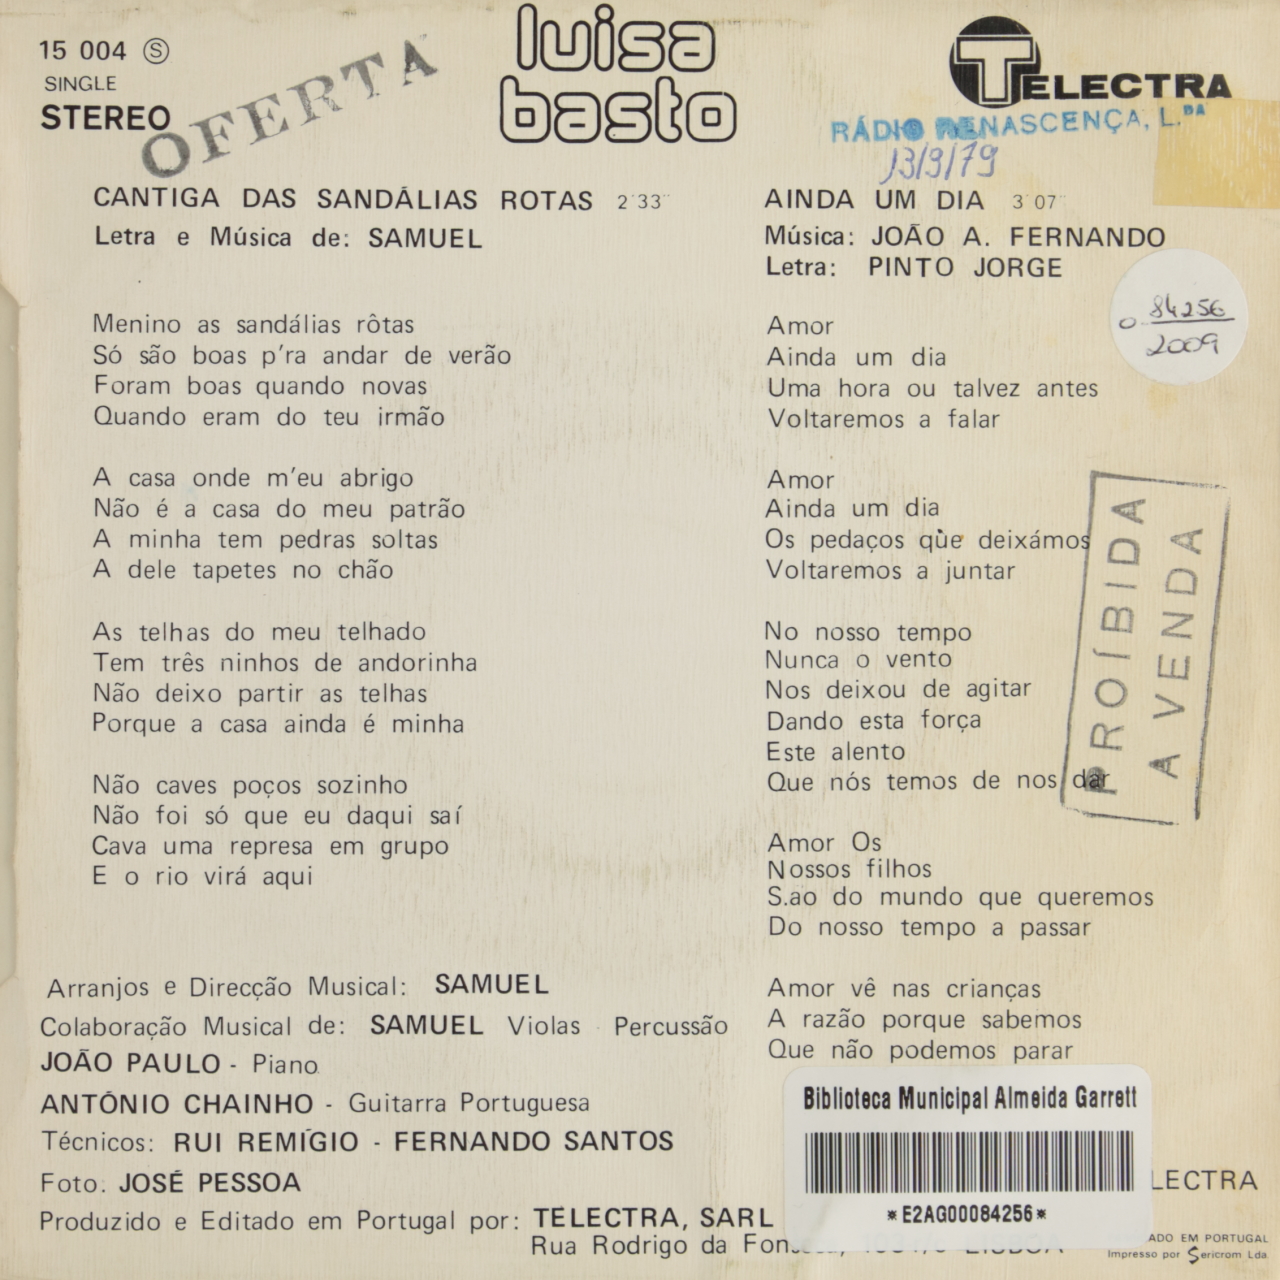 luisa
basto
15 004 Ⓢ
SINGLE
STEREO
OFERTA
TELECTRA
RÁDIO RENASCENÇA, L.DA
13/9/79
CANTIGA DAS SANDÁLIAS ROTAS 2'33''
Letra e Música de: SAMUEL
Menino as sandálias rôtas
Só são boas p'ra andar de verão
Foram boas quando novas
Quando eram do teu irmão
A casa onde m'eu abrigo
Não é a casa do meu patrão
A minha tem pedras soltas
A dele tapetes no chão
As telhas do meu telhado
Tem três ninhos de andorinha
Não deixo partir as telhas
Porque a casa ainda é minha
Não caves poços sozinho
Não foi só que eu daqui saí
Cava uma represa em grupo
E o rio virá aqui
AINDA UM DIA 3'07''
Música: JOÃO A. FERNANDO
Letra: PINTO JORGE
84256
2009
Amor
Ainda um dia
Uma hora ou talvez antes
Voltaremos a falar
Amor
Ainda um dia
Os pedaços que deixámos
Voltaremos a juntar
No nosso tempo
Nunca o vento
Nos deixou de agitar
Dando esta força
Este alento
Que nós temos de nos dar
Amor Os
Nossos filhos
S.ao do mundo que queremos
Do nosso tempo a passar
Amor vê nas crianças
A razão porque sabemos
Que não podemos parar
PROÍBIDA
A VENDA
Arranjos e Direcção Musical: SAMUEL
Colaboração Musical de: SAMUEL Violas - Percussão
JOÃO PAULO - Piano
ANTÓNIO CHAINHO - Guitarra Portuguesa
Técnicos: RUI REMÍGIO - FERNANDO SANTOS
Foto: JOSÉ PESSOA
Produzido e Editado em Portugal por: TELECTRA, SARL
Rua Rodrigo da LISBOA
Biblioteca Municipal Almeida Garrett
*E2AG00084256*
LECTRA
ADO EM PORTUGAL
Impresso por Sericrom Lda